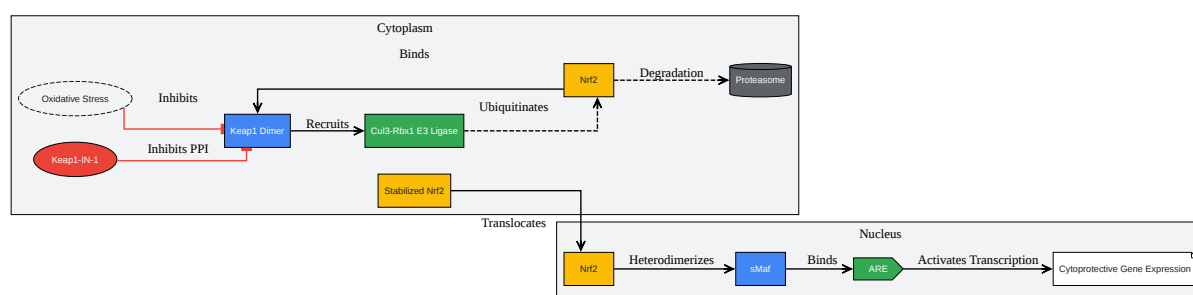 Cytoplasm
Binds
Nrf2
Degradation
Proteasome
Oxidative Stress
Inhibits
Ubiquitinates
Keap1 Dimer
Recruits
Cul3-Rbx1 E3 Ligase
Keap1-IN-1
Inhibits PPI
Stabilized Nrf2
Translocates
Nucleus
Nrf2
Heterodimerizes
sMaf
Binds
ARE
Activates Transcription
Cytoprotective Gene Expression